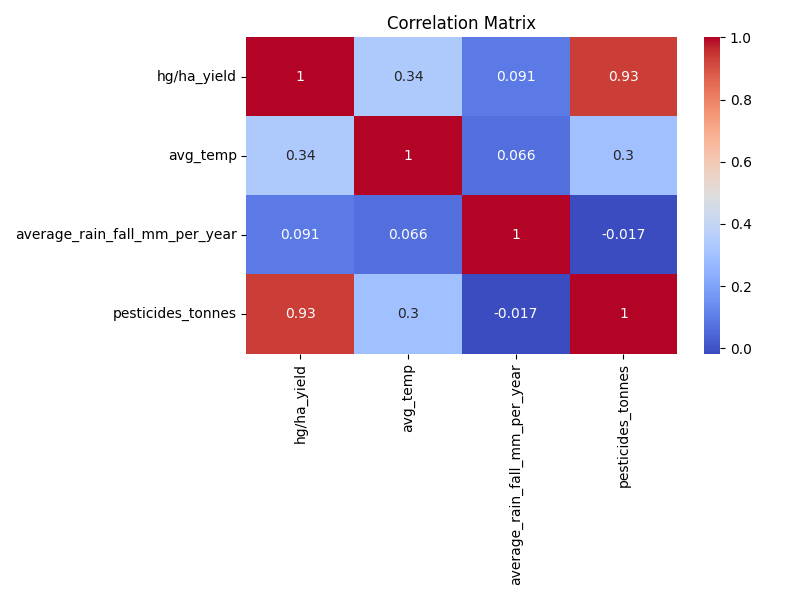 Correlation Matrix
hg/ha_yield 1 0.34 0.091 0.93
avg_temp 0.34 1 0.066 0.3
average_rain_fall_mm_per_year 0.091 0.066 1 -0.017
pesticides_tonnes 0.93 0.3 -0.017 1
hg/ha_yield
avg_temp
average_rain_fall_mm_per_year
pesticides_tonnes
1.0
0.8
0.6
0.4
0.2
0.0